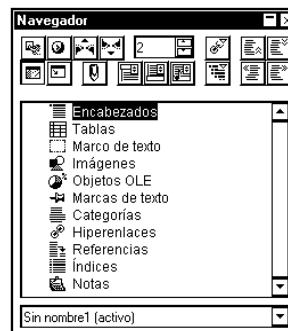 Navegador
2
Encabezados
Tablas
Marco de texto
Imágenes
Objetos OLE
Marcas de texto
Categorías
Hiperenlaces
Referencias
Índices
Notas
Sin nombre1 (activo)